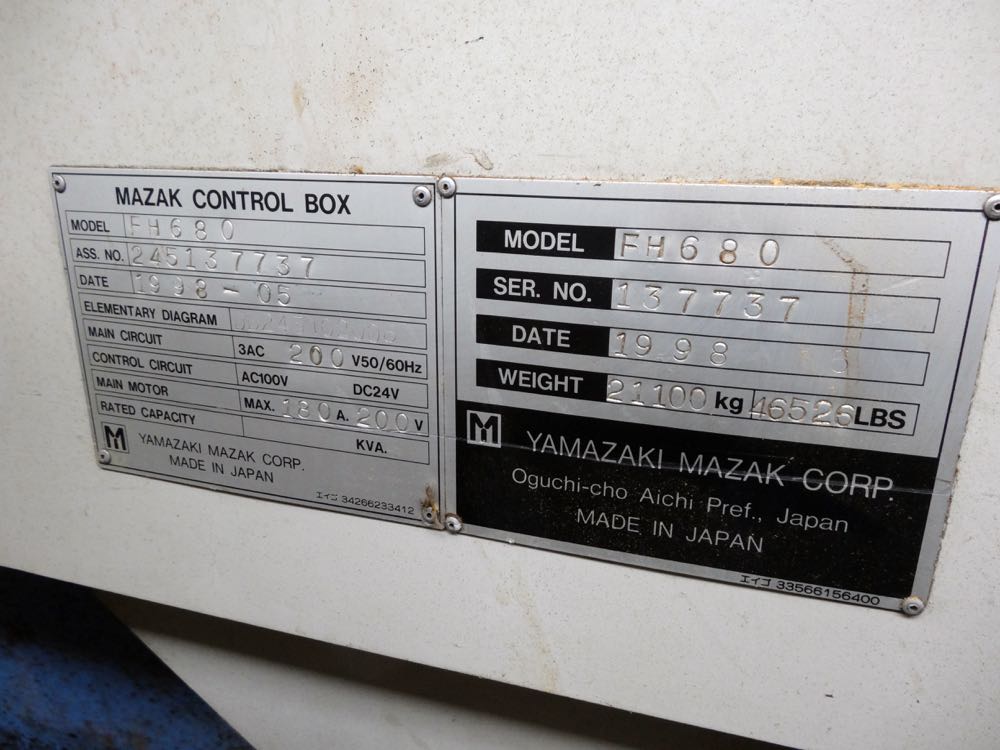 MAZAK CONTROL BOX
MODEL FH680
ASS. NO. 245137737
DATE 1998-05
ELEMENTARY DIAGRAM
MAIN CIRCUIT 3AC 200 V50/60Hz
CONTROL CIRCUIT AC100V DC24V
MAIN MOTOR MAX. 180 A. 200 V
RATED CAPACITY KVA.
YAMAZAKI MAZAK CORP.
MADE IN JAPAN
エイゴ 34266233412
MODEL FH680
SER. NO. 137737
DATE 1998 5
WEIGHT 21100 kg 46526 LBS
YAMAZAKI MAZAK CORP.
Oguchi-cho Aichi Pref., Japan
MADE IN JAPAN
エイゴ 33566156400